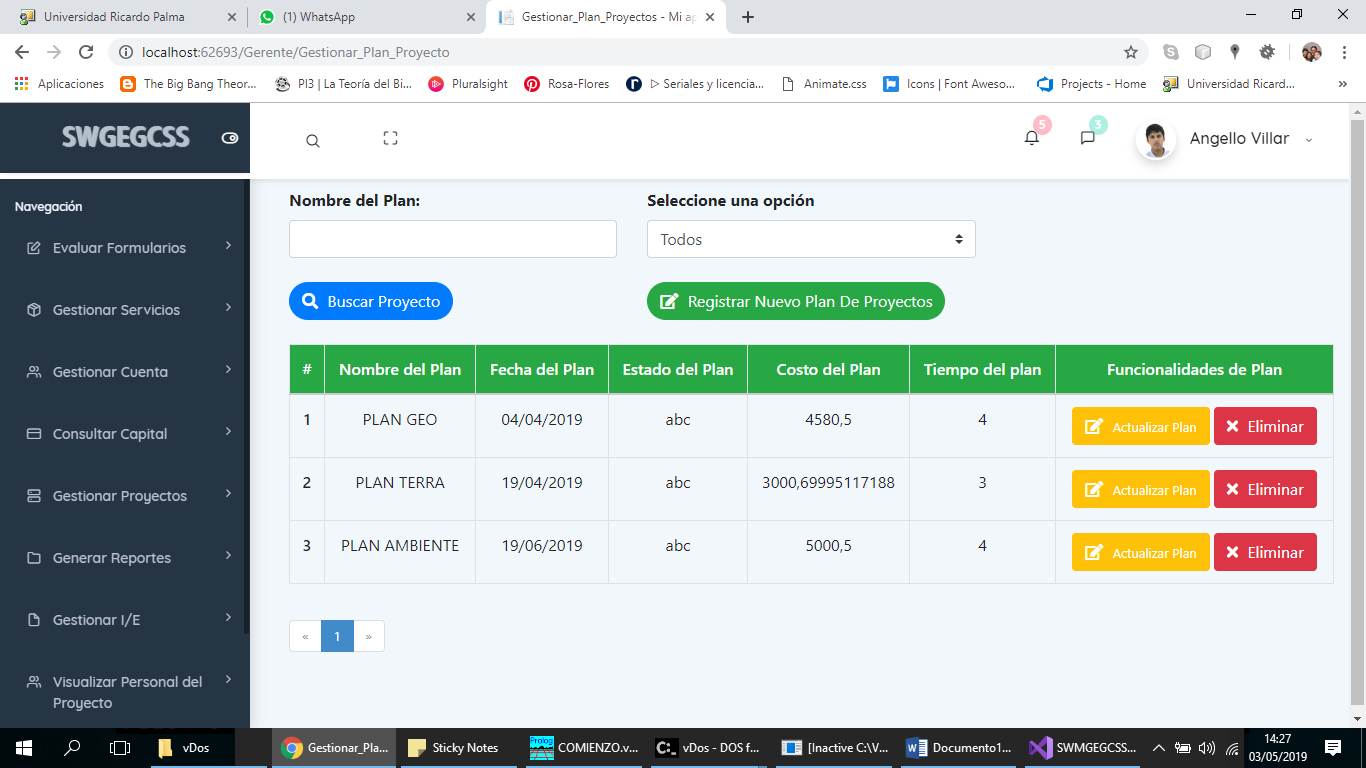 Universidad Ricardo Palma
(1) WhatsApp
Gestionar_Plan_Proyectos - Mi ap
localhost:62693/Gerente/Gestionar_Plan_Proyecto
Aplicaciones
The Big Bang Theor...
PI3 | La Teoría del Bi...
Pluralsight
Rosa-Flores
▷ Seriales y licencia...
Animate.css
Icons | Font Aweso...
Projects - Home
Universidad Ricard...
»
SWGEGCSS
5
3
Angello Villar
Navegación
Evaluar Formularios
Gestionar Servicios
Gestionar Cuenta
Consultar Capital
Gestionar Proyectos
Generar Reportes
Gestionar I/E
Visualizar Personal del
Proyecto
Nombre del Plan:
Seleccione una opción
Todos
Buscar Proyecto
Registrar Nuevo Plan De Proyectos
# Nombre del Plan Fecha del Plan Estado del Plan Costo del Plan Tiempo del plan Funcionalidades de Plan
1 PLAN GEO 04/04/2019 abc 4580,5 4 Actualizar Plan Eliminar
2 PLAN TERRA 19/04/2019 abc 3000,69995117188 3 Actualizar Plan Eliminar
3 PLAN AMBIENTE 19/06/2019 abc 5000,5 4 Actualizar Plan Eliminar
« 1 »
vDos
Gestionar_Pla...
Sticky Notes
Prolog
COMIENZO.v...
C:\
vDos - DOS f...
[Inactive C:\V...
Documento1...
SWMGEGCSS...
14:27
03/05/2019